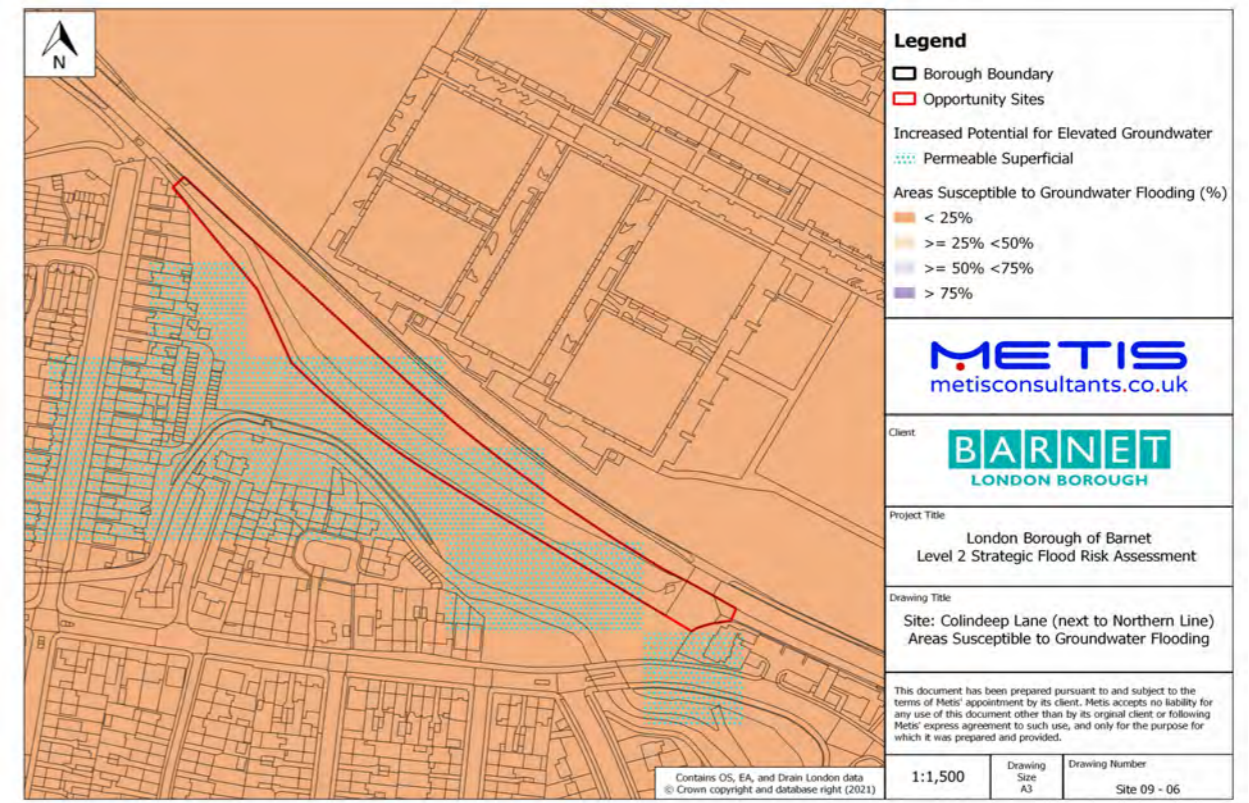 N
Legend
Borough Boundary
Opportunity Sites
Increased Potential for Elevated Groundwater
Permeable Superficial
Areas Susceptible to Groundwater Flooding (%)
< 25%
>= 25% <50%
>= 50% <75%
> 75%
METIS
metisconsultants.co.uk
Client
BARNET
LONDON BOROUGH
Project Title
London Borough of Barnet
Level 2 Strategic Flood Risk Assessment
Drawing Title
Site: Colindeep Lane (next to Northern Line)
Areas Susceptible to Groundwater Flooding
This document has been prepared pursuant to and subject to the
terms of Metis' appointment by its client. Metis accepts no liability for
any use of this document other than by its orginal client or following
Metis' express agreement to such use, and only for the purpose for
which it was prepared and provided.
Contains OS, EA, and Drain London data
© Crown copyright and database right (2021)
1:1,500
Drawing
Size
A3
Drawing Number
Site 09 - 06